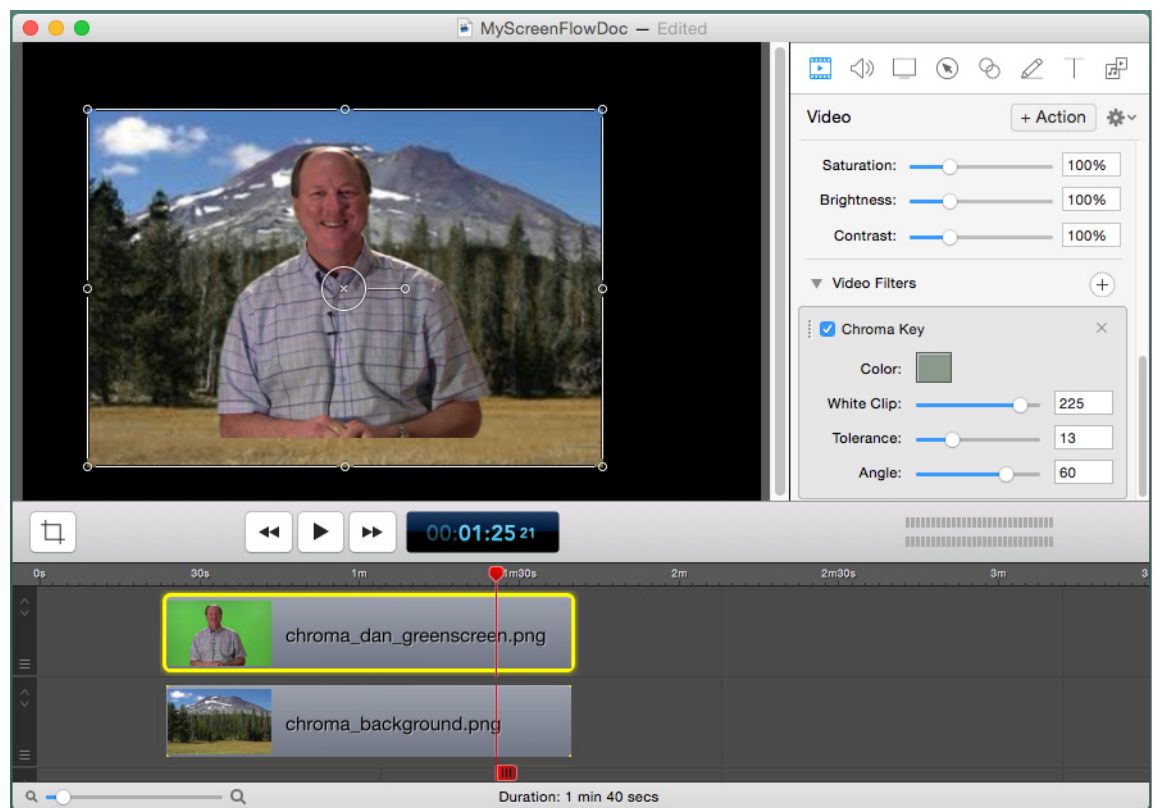 MyScreenFlowDoc — Edited
Video
+ Action
Saturation: 100%
Brightness: 100%
Contrast: 100%
Video Filters
Chroma Key
Color:
White Clip: 225
Tolerance: 13
Angle: 60
00:01:25 21
0s 30s 1m 1m30s 2m 2m30s 3m 3
chroma_dan_greenscreen.png
chroma_background.png
Duration: 1 min 40 secs